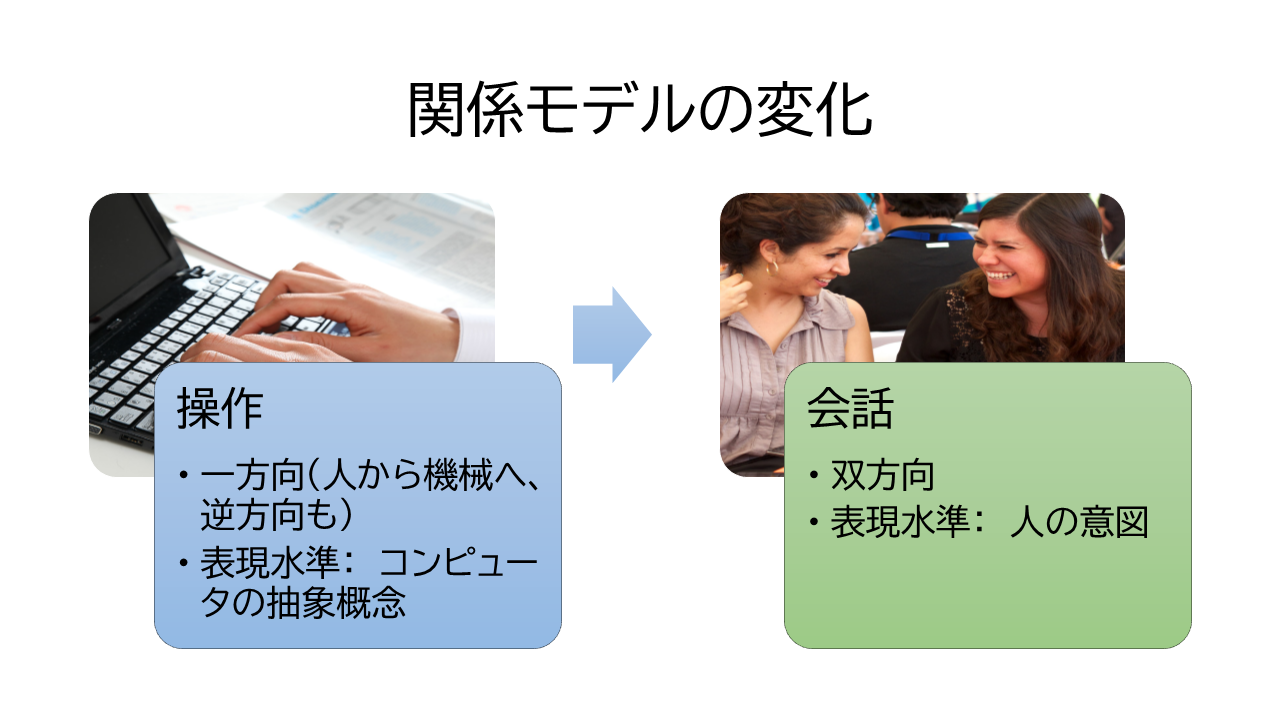 関係モデルの変化
操作
・一方向(人から機械へ、
逆方向も)
・表現水準： コンピュー
タの抽象概念
会話
・双方向
・表現水準： 人の意図